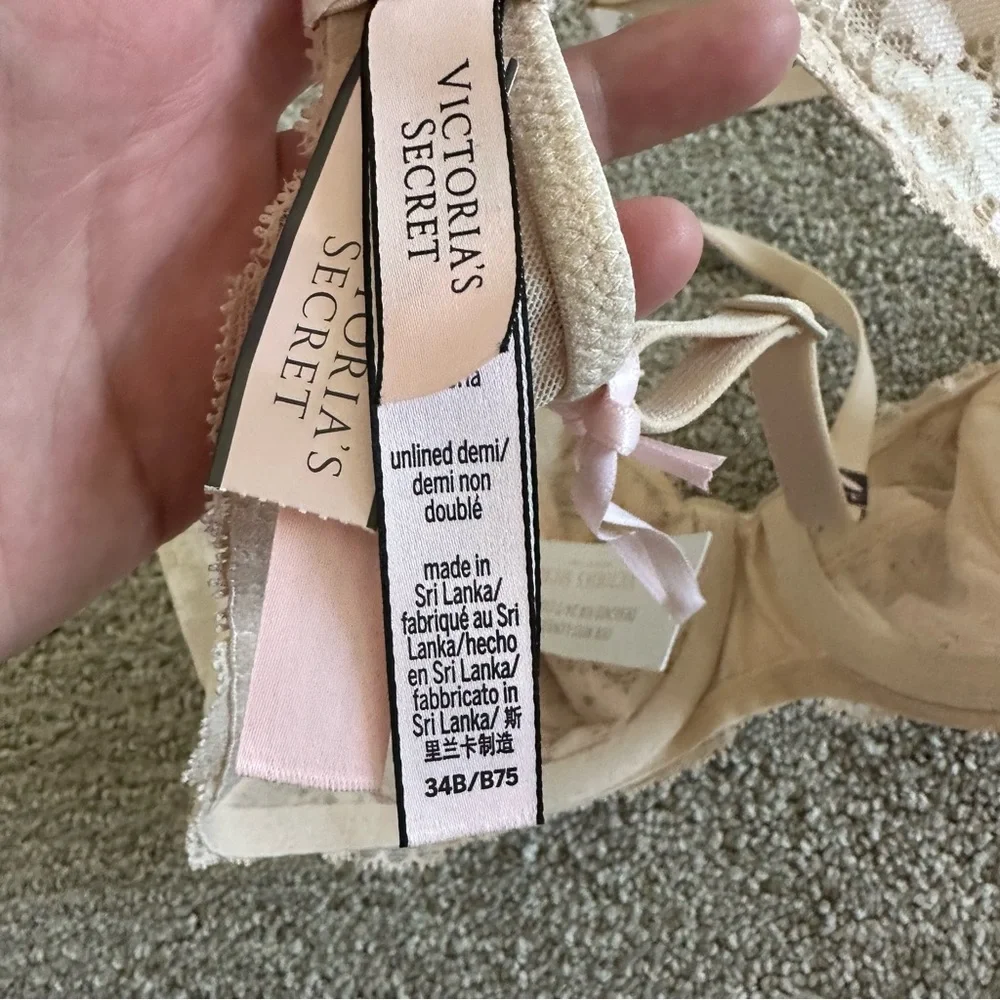 VICTORIA'S
SECRET
VICTORIA'S
SECRET
unlined demi/
demi non
doublé
made in
Sri Lanka/
fabriqué au Sri
Lanka/hecho
en Sri Lanka/
fabbricato in
Sri Lanka/ 斯
里兰卡制造
34B/B75